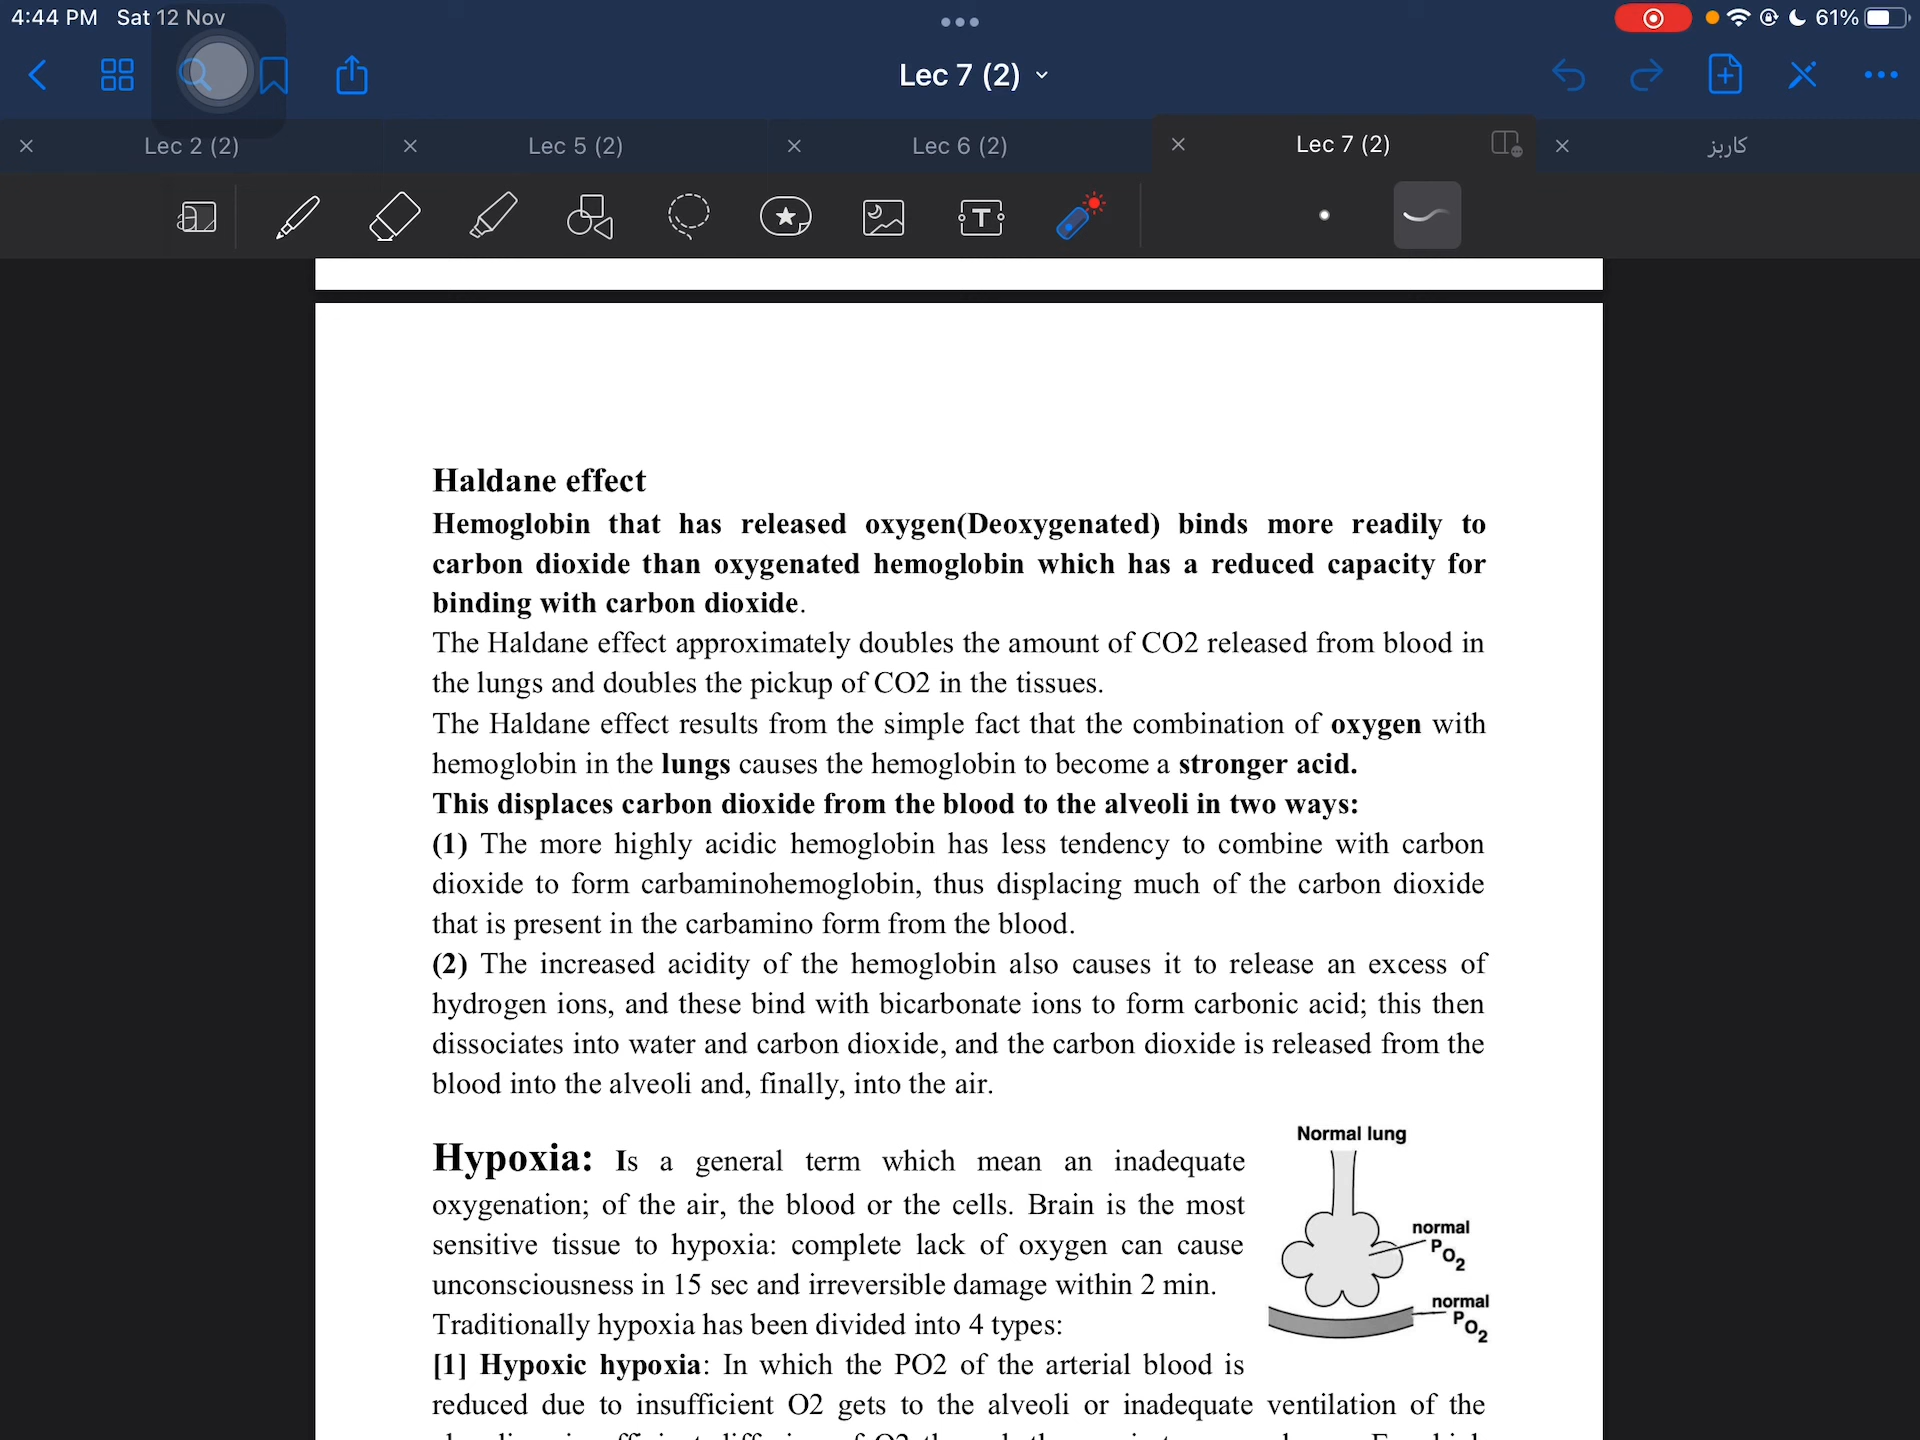 4:44 PM Sat 12 Nov
61%
Lec 7 (2)
Lec 2 (2)
Lec 5 (2)
Lec 6 (2)
Lec 7 (2)
كاربز
Haldane effect
Hemoglobin that has released oxygen(Deoxygenated) binds more readily to
carbon dioxide than oxygenated hemoglobin which has a reduced capacity for
binding with carbon dioxide.
The Haldane effect approximately doubles the amount of CO2 released from blood in
the lungs and doubles the pickup of CO2 in the tissues.
The Haldane effect results from the simple fact that the combination of oxygen with
hemoglobin in the lungs causes the hemoglobin to become a stronger acid.
This displaces carbon dioxide from the blood to the alveoli in two ways:
(1) The more highly acidic hemoglobin has less tendency to combine with carbon
dioxide to form carbaminohemoglobin, thus displacing much of the carbon dioxide
that is present in the carbamino form from the blood.
(2) The increased acidity of the hemoglobin also causes it to release an excess of
hydrogen ions, and these bind with bicarbonate ions to form carbonic acid; this then
dissociates into water and carbon dioxide, and the carbon dioxide is released from the
blood into the alveoli and, finally, into the air.
Hypoxia: Is a general term which mean an inadequate
oxygenation; of the air, the blood or the cells. Brain is the most
sensitive tissue to hypoxia: complete lack of oxygen can cause
unconsciousness in 15 sec and irreversible damage within 2 min.
Traditionally hypoxia has been divided into 4 types:
[1] Hypoxic hypoxia: In which the PO2 of the arterial blood is
reduced due to insufficient O2 gets to the alveoli or inadequate ventilation of the
Normal lung
normal
PO2
normal
PO2